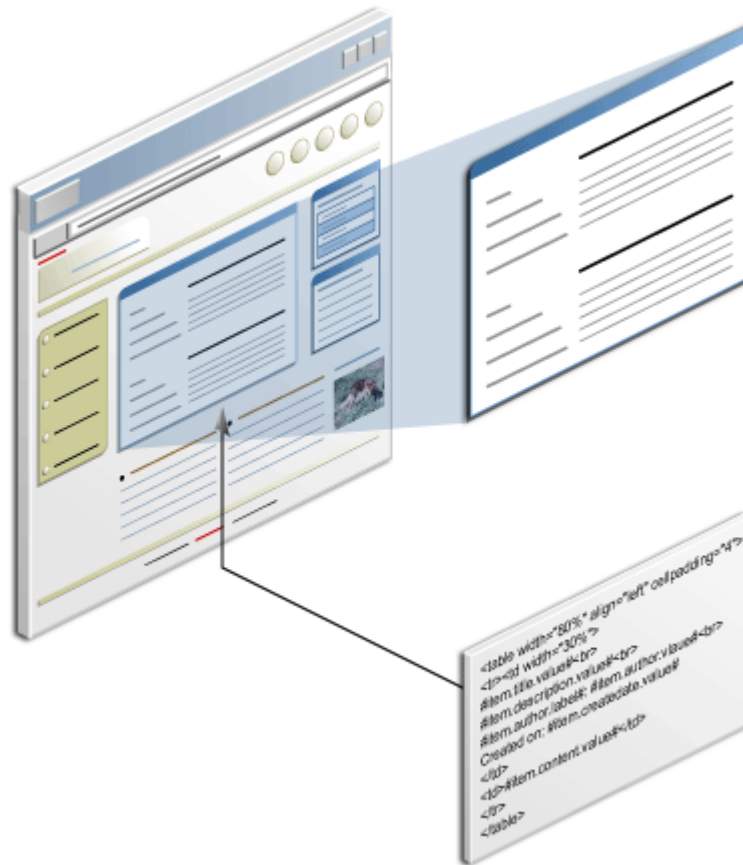 <table width="80%" align="left" cellpadding="4">
<tr><td width="30%">
#item.title.value#<br>
#item.description.value#<br>
#item.author.label#: #item.author.vlaue#<br>
Created on: #item.createdate.value#
</td>
<td>#item.content.value#</td>
</tr>
</table>